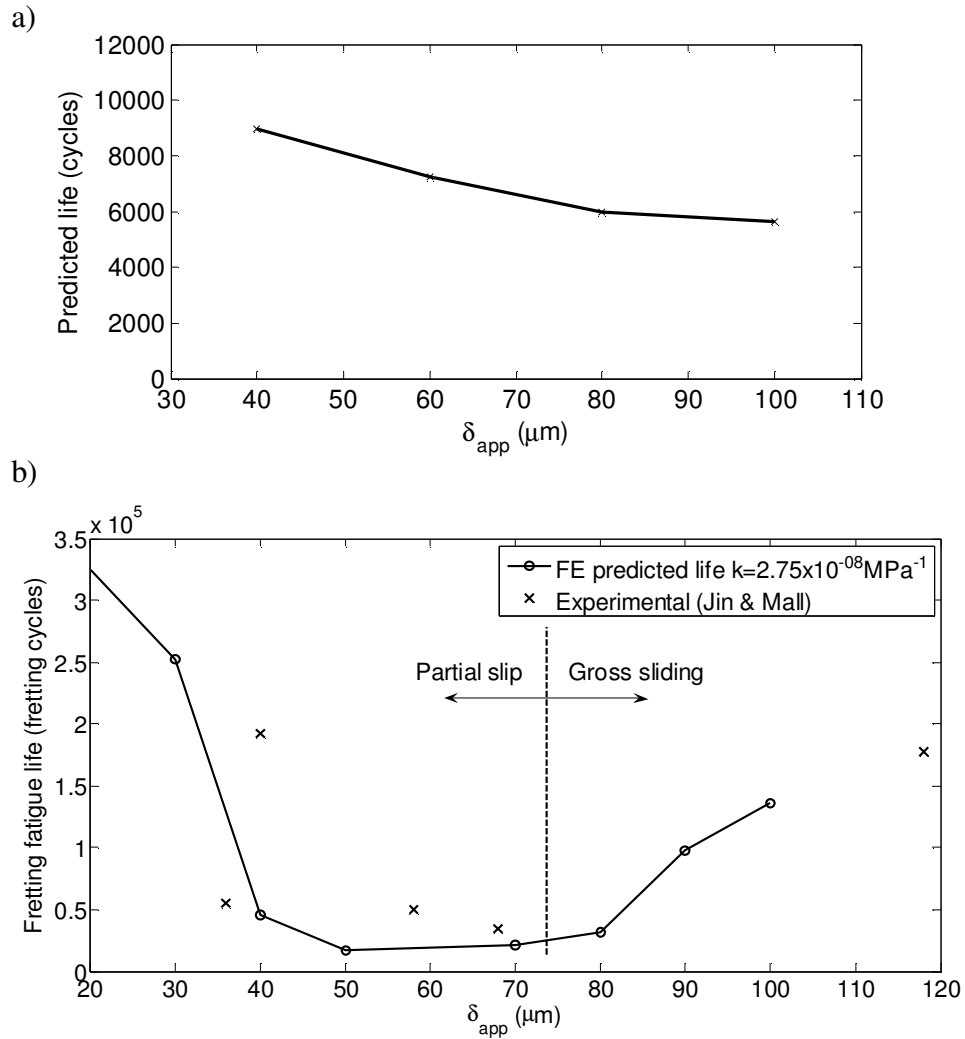 a)
12000
10000
8000
6000
4000
2000
0
Predicted life (cycles)
30 40 50 60 70 80 90 100 110
δapp (μm)
b)
x 10^5
3.5
3
2.5
2
1.5
1
0.5
0
Fretting fatigue life (fretting cycles)
FE predicted life k=2.75x10^-08MPa^-1
Experimental (Jin & Mall)
Partial slip Gross sliding
20 30 40 50 60 70 80 90 100 110 120
δapp (μm)